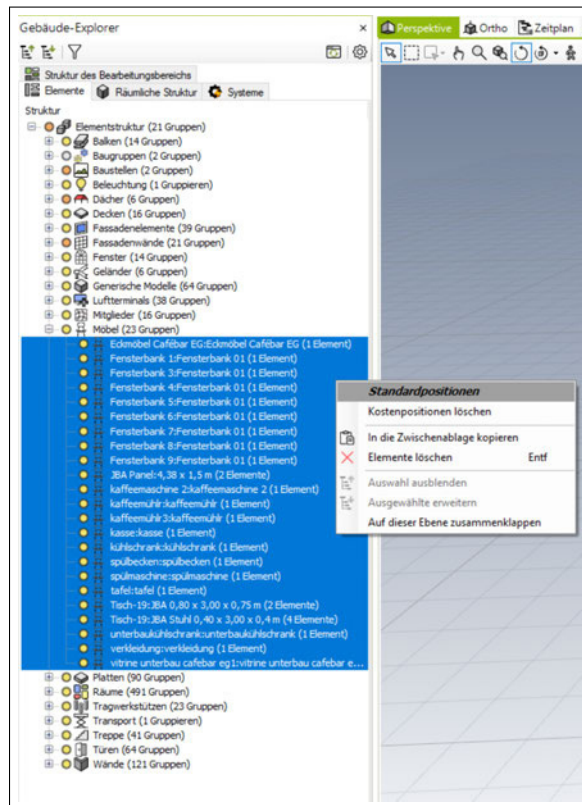 Gebäude-Explorer
Perspektive Ortho Zeitplan
Struktur des Bearbeitungsbereichs
Elemente Räumliche Struktur Systeme
Struktur
Elementstruktur (21 Gruppen)
Balken (14 Gruppen)
Baugruppen (2 Gruppen)
Baustellen (2 Gruppen)
Beleuchtung (1 Gruppieren)
Dächer (6 Gruppen)
Decken (16 Gruppen)
Fassadenelemente (39 Gruppen)
Fassadenwände (21 Gruppen)
Fenster (14 Gruppen)
Geländer (6 Gruppen)
Generische Modelle (64 Gruppen)
Luftterminals (38 Gruppen)
Mitglieder (16 Gruppen)
Möbel (23 Gruppen)
Eckmöbel Cafébar EG:Eckmöbel Cafébar EG (1 Element)
Fensterbank 1:Fensterbank 01 (1 Element)
Fensterbank 3:Fensterbank 01 (1 Element)
Fensterbank 4:Fensterbank 01 (1 Element)
Fensterbank 5:Fensterbank 01 (1 Element)
Fensterbank 6:Fensterbank 01 (1 Element)
Fensterbank 7:Fensterbank 01 (1 Element)
Fensterbank 8:Fensterbank 01 (1 Element)
Fensterbank 9:Fensterbank 01 (1 Element)
JBA Panel:4,38 x 1,5 m (2 Elemente)
kaffeemaschine 2:kaffeemaschine 2 (1 Element)
kaffeemühlr:kaffeemühlr (1 Element)
kaffeemühlr 3:kaffeemühlr (1 Element)
kasse:kasse (1 Element)
kühlschrank:kühlschrank (1 Element)
spülbecken:spülbecken (1 Element)
spülmaschine:spülmaschine (1 Element)
tafel:tafel (1 Element)
Tisch-19:JBA 0,80 x 3,00 x 0,75 m (2 Elemente)
Tisch-19:JBA Stuhl 0,40 x 3,00 x 0,4 m (4 Elemente)
unterbaukühlschrank:unterbaukühlschrank (1 Element)
verkleidung:verkleidung (1 Element)
vitrine unterbau cafebar eg1:vitrine unterbau cafebar e...
Platten (90 Gruppen)
Räume (491 Gruppen)
Tragwerkstützen (23 Gruppen)
Transport (1 Gruppieren)
Treppe (41 Gruppen)
Türen (64 Gruppen)
Wände (121 Gruppen)
Standardpositionen
Kostenpositionen löschen
In die Zwischenablage kopieren
Elemente löschen Entf
Auswahl ausblenden
Ausgewählte erweitern
Auf dieser Ebene zusammenklappen